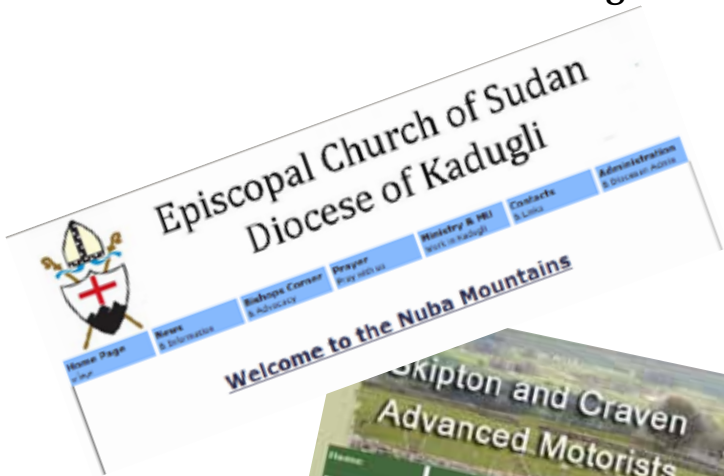 Episcopal Church of Sudan
Diocese of Kadugli
Home Page
News
& Information
Bishops Corner
& Advocacy
Prayer
Pray with us
Ministry & MU
Work in Kadugli
Contacts
& Links
Administration
& Diocesan Admin
Welcome to the Nuba Mountains
Skipton and Craven
Advanced Motorists
Home